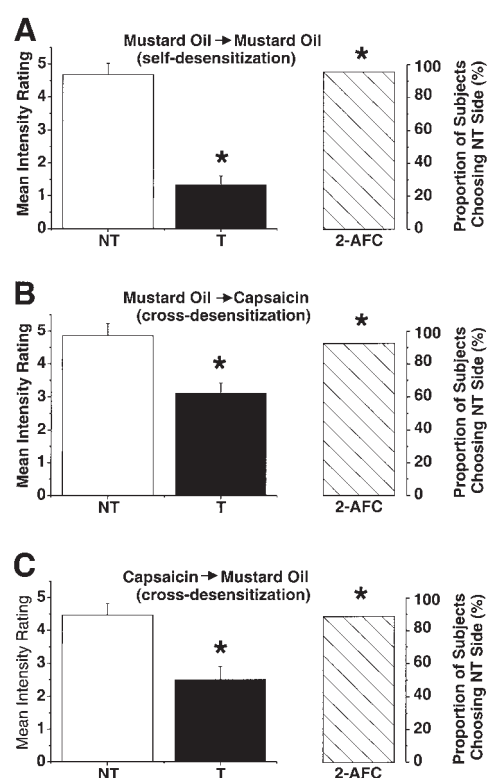 A
Mustard Oil → Mustard Oil
(self-desensitization)
*
*
Mean Intensity Rating
5
4
3
2
1
0
NT
T
2-AFC
100
80
60
40
20
0
Proportion of Subjects
Choosing NT Side (%)
B
Mustard Oil → Capsaicin
(cross-desensitization)
*
*
Mean Intensity Rating
5
4
3
2
1
0
NT
T
2-AFC
100
80
60
40
20
0
Proportion of Subjects
Choosing NT Side (%)
C
Capsaicin → Mustard Oil
(cross-desensitization)
*
*
Mean Intensity Rating
5
4
3
2
1
0
NT
T
2-AFC
100
80
60
40
20
0
Proportion of Subjects
Choosing NT Side (%)